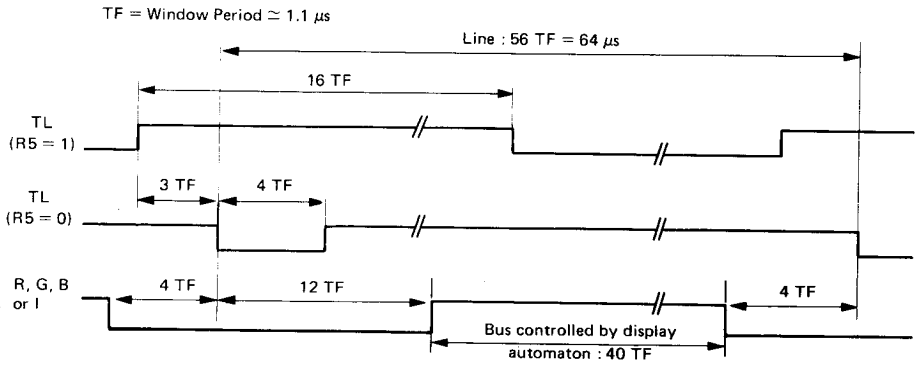 TF = Window Period ≃ 1.1 μs
Line : 56 TF = 64 μs
16 TF
TL
(R5 = 1)
3 TF
4 TF
TL
(R5 = 0)
R, G, B
or I
4 TF
12 TF
4 TF
Bus controlled by display
automaton : 40 TF